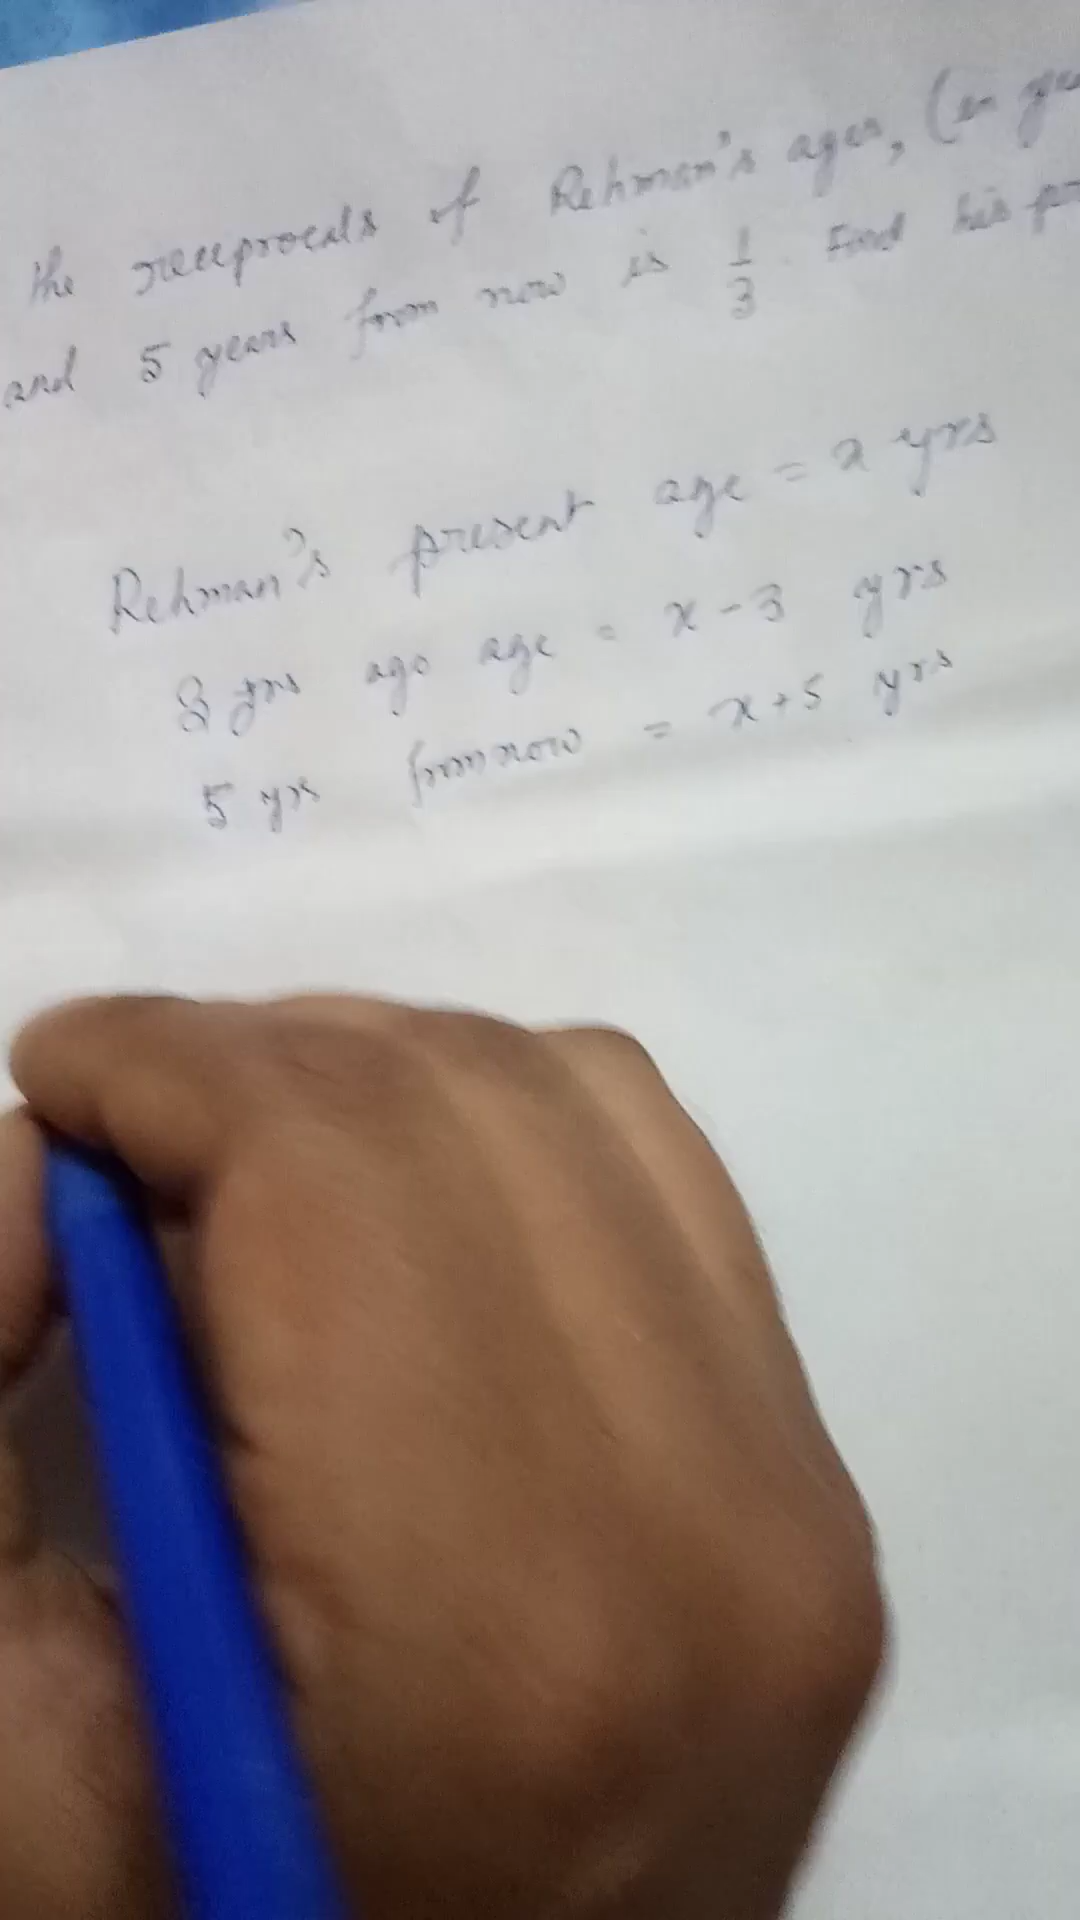 the reciprocals of Rehman's ages, (in
and 5 years from now is 1/3. Find his
Rehman's present age = x yrs
3 yrs ago age = x - 3 yrs
5 yrs from now = x + 5 yrs